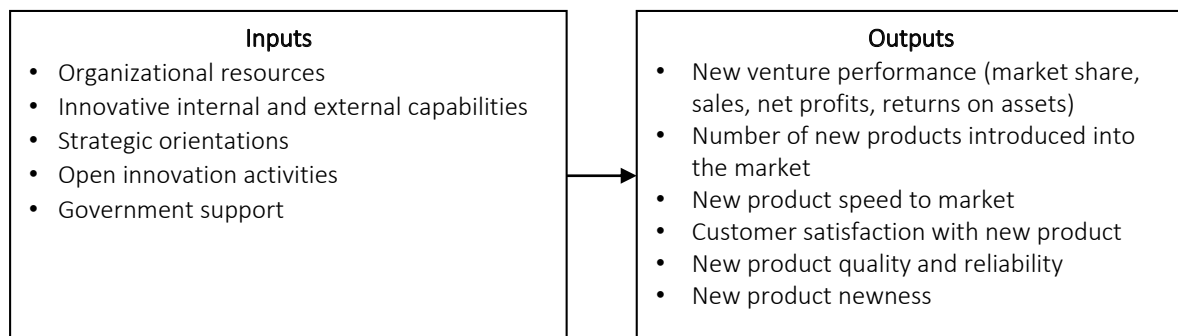 Inputs
• Organizational resources
• Innovative internal and external capabilities
• Strategic orientations
• Open innovation activities
• Government support
Outputs
• New venture performance (market share,
sales, net profits, returns on assets)
• Number of new products introduced into
the market
• New product speed to market
• Customer satisfaction with new product
• New product quality and reliability
• New product newness